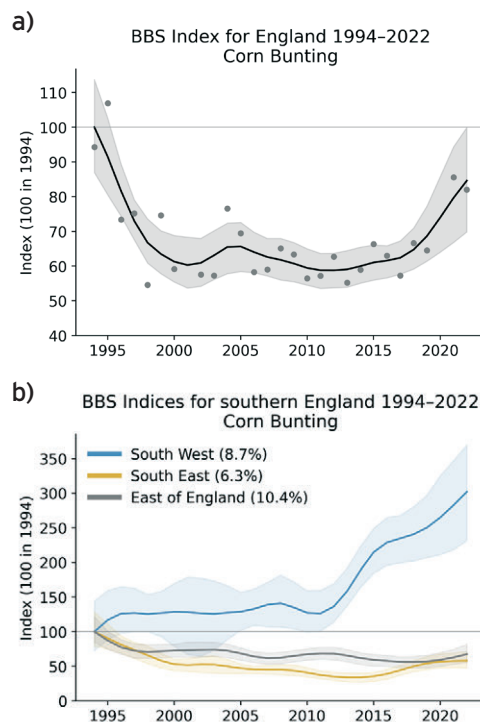 a)
BBS Index for England 1994–2022
Corn Bunting
Index (100 in 1994)
110
100
90
80
70
60
50
40
1995 2000 2005 2010 2015 2020
b)
BBS Indices for southern England 1994–2022
Corn Bunting
Index (100 in 1994)
350
300
250
200
150
100
50
0
South West (8.7%)
South East (6.3%)
East of England (10.4%)
1995 2000 2005 2010 2015 2020